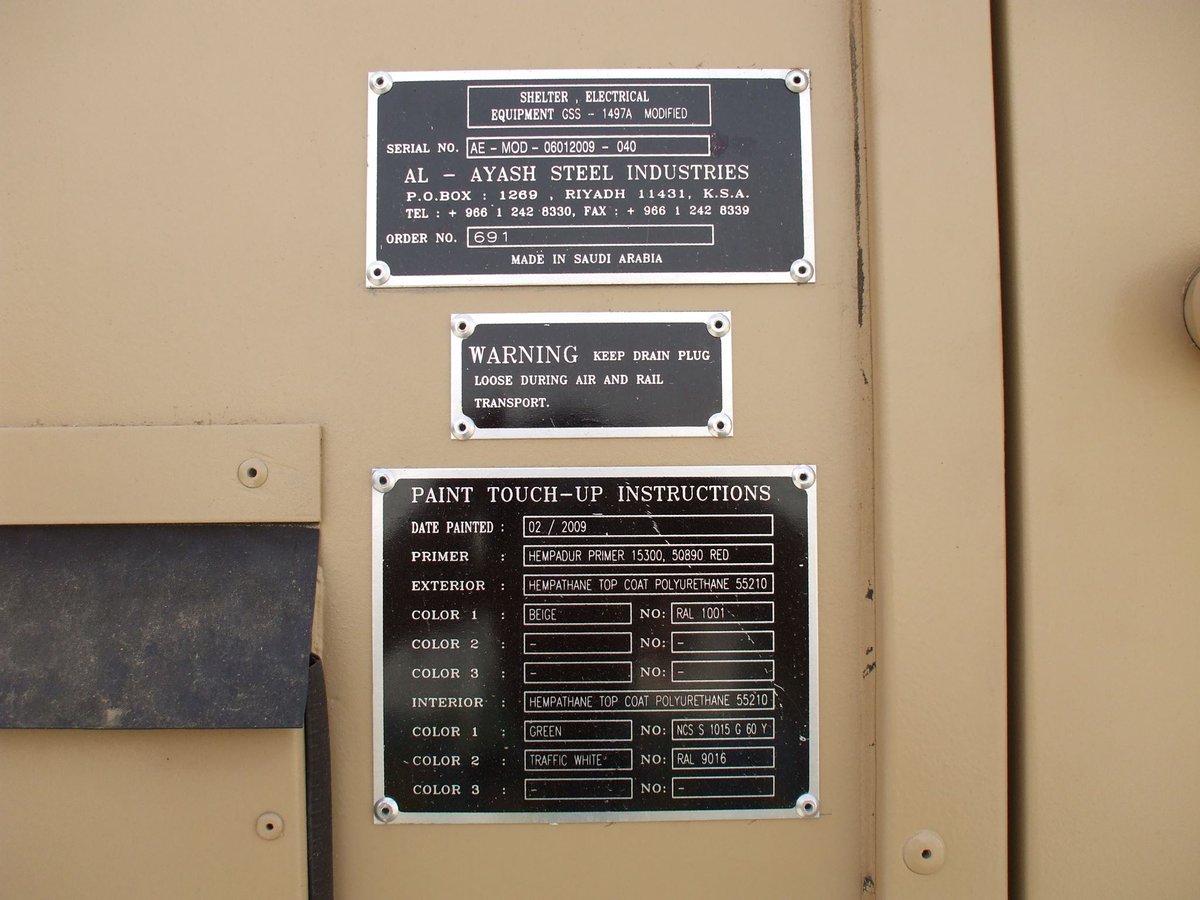 SHELTER , ELECTRICAL
EQUIPMENT GSS - 1497A MODIFIED
SERIAL NO. AE - MOD - 06012009 - 040
AL - AYASH STEEL INDUSTRIES
P.O.BOX : 1269 , RIYADH 11431, K.S.A.
TEL : + 966 1 242 8330, FAX : + 966 1 242 8339
ORDER NO. 691
MADE IN SAUDI ARABIA
WARNING KEEP DRAIN PLUG
LOOSE DURING AIR AND RAIL
TRANSPORT.
PAINT TOUCH-UP INSTRUCTIONS
DATE PAINTED : 02 / 2009
PRIMER : HEMPADUR PRIMER 15300, 50890 RED
EXTERIOR : HEMPATHANE TOP COAT POLYURETHANE 55210
COLOR 1 : BEIGE NO: RAL 1001
COLOR 2 : - NO: -
COLOR 3 : - NO: -
INTERIOR : HEMPATHANE TOP COAT POLYURETHANE 55210
COLOR 1 : GREEN NO: NCS S 1015 G 60 Y
COLOR 2 : TRAFFIC WHITE NO: RAL 9016
COLOR 3 : - NO: -